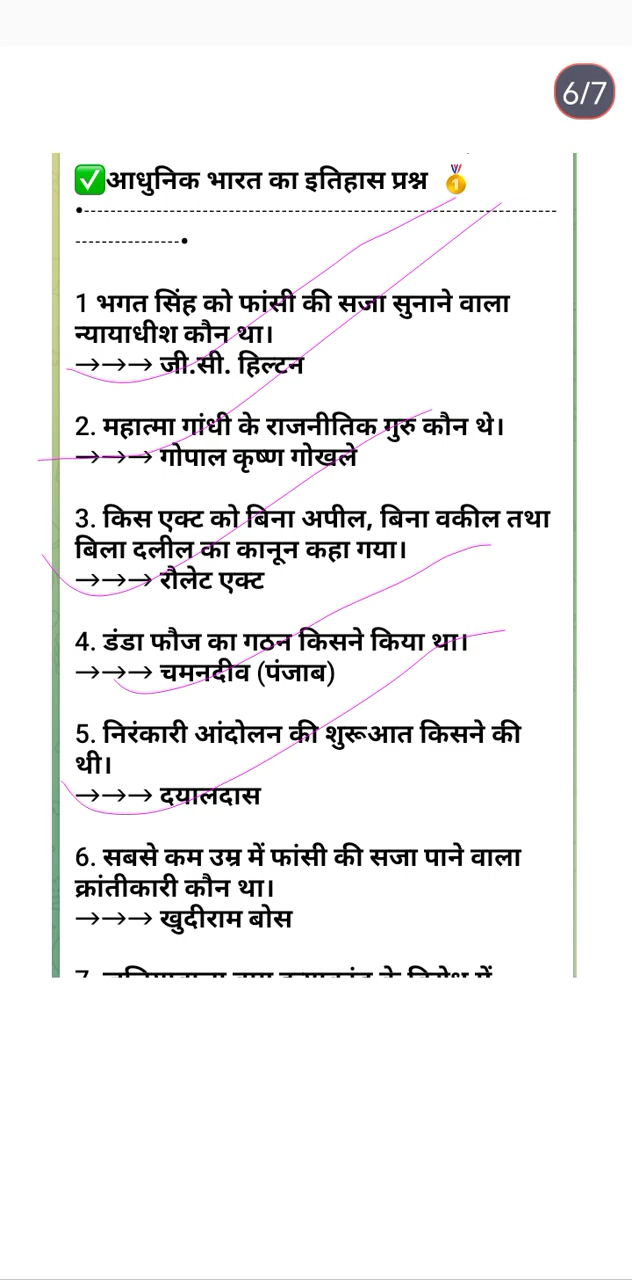 6/7
✅आधुनिक भारत का इतिहास प्रश्न 🥇
•------------------------------------------------------------------------
----------------•
1 भगत सिंह को फांसी की सजा सुनाने वाला
न्यायाधीश कौन था।
→→→ जी.सी. हिल्टन
2. महात्मा गांधी के राजनीतिक गुरु कौन थे।
→→→ गोपाल कृष्ण गोखले
3. किस एक्ट को बिना अपील, बिना वकील तथा
बिला दलील का कानून कहा गया।
→→→ रौलेट एक्ट
4. डंडा फौज का गठन किसने किया था।
→→→ चमनदीव (पंजाब)
5. निरंकारी आंदोलन की शुरूआत किसने की
थी।
→→→ दयालदास
6. सबसे कम उम्र में फांसी की सजा पाने वाला
क्रांतीकारी कौन था।
→→→ खुदीराम बोस